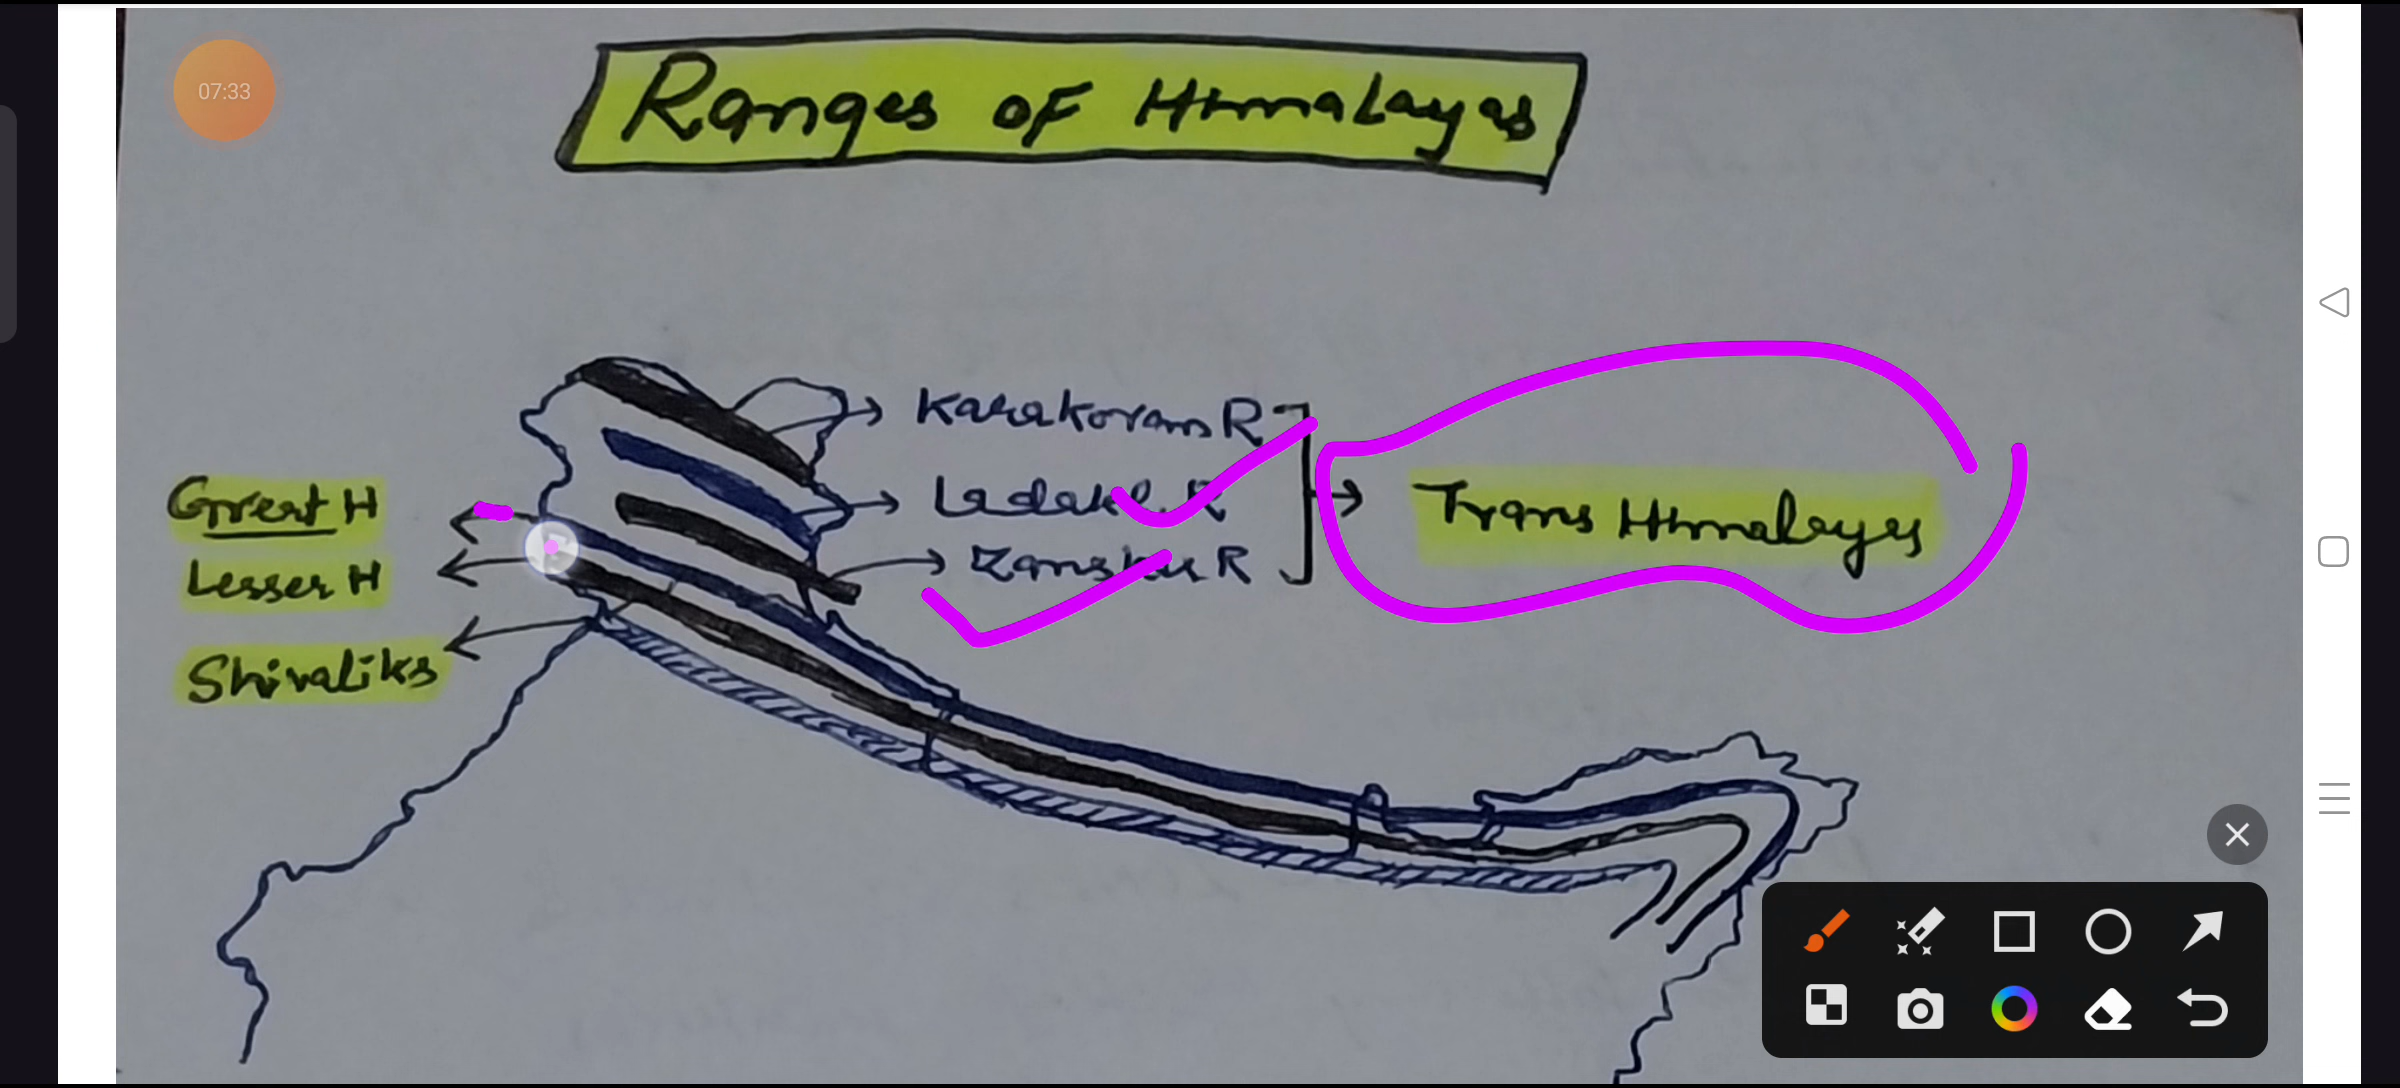 07:33
Ranges of Himalayas
Karakoram R
Ladakh R
Zanskar R
Trans Himalayas
Great H
Lesser H
Shivaliks